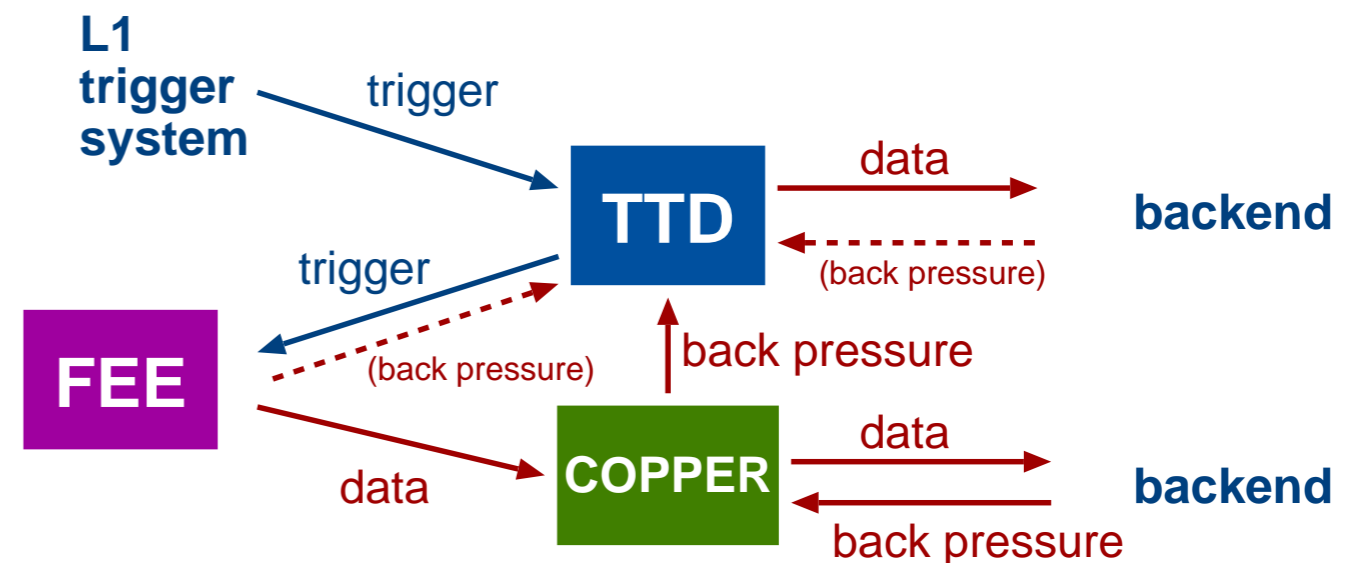 L1
trigger
system
trigger
TTD
data
backend
(back pressure)
trigger
(back pressure)
back pressure
FEE
data
COPPER
data
backend
back pressure